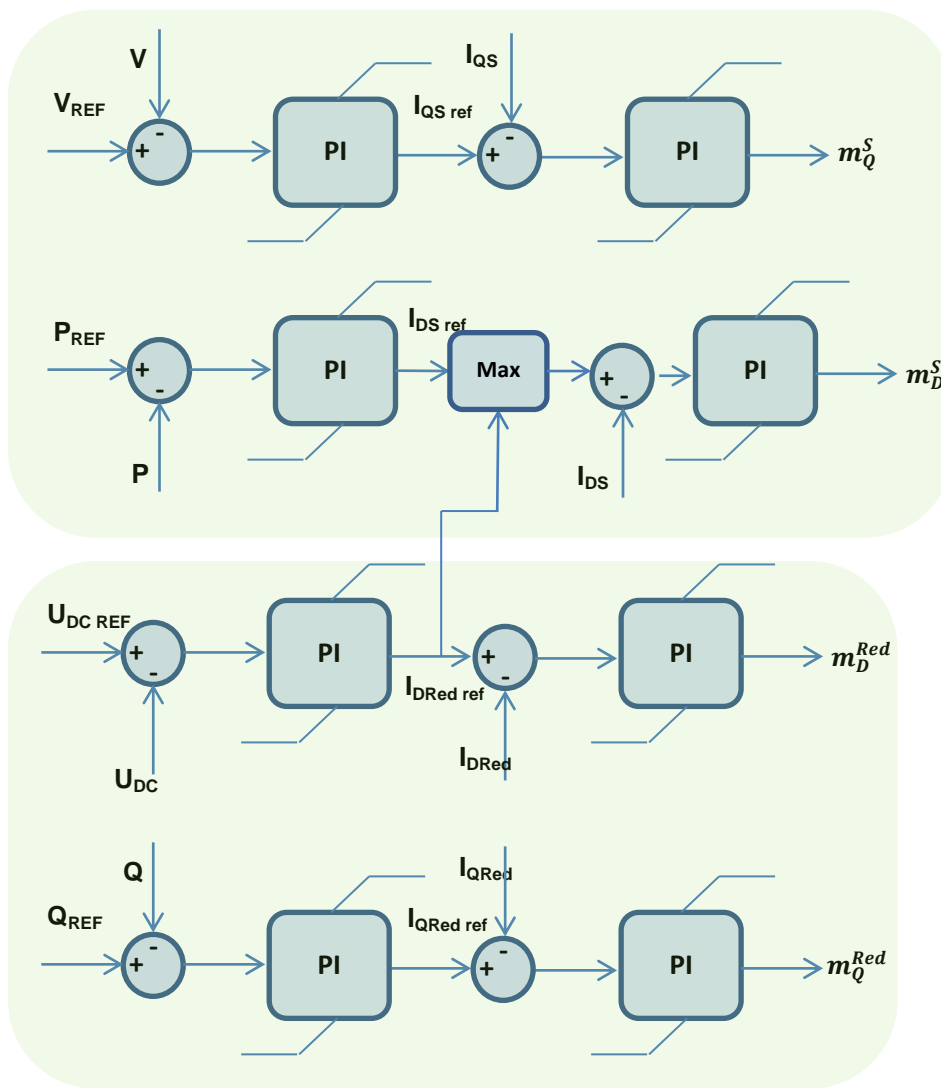 V
V_REF
-
+
PI
I_QS
I_QS ref
-
+
PI
m_Q^S
P_REF
+
-
P
PI
I_DS ref
Max
+
-
I_DS
PI
m_D^S
U_DC REF
+
-
U_DC
PI
I_DRed ref
+
-
I_DRed
PI
m_D^Red
Q
Q_REF
-
+
PI
I_QRed
I_QRed ref
-
+
PI
m_Q^Red